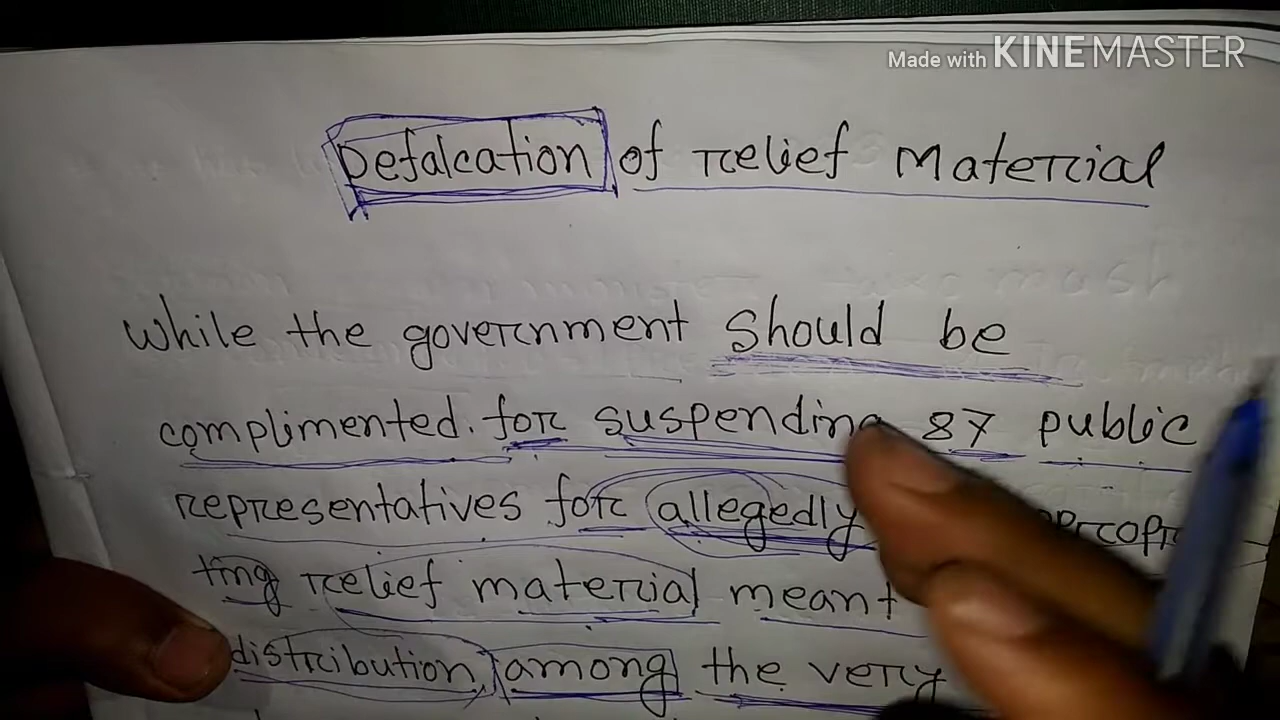 Made with KINEMASTER
Defalcation of relief Material
While the government should be
complimented. for suspending 87 public
representatives for allegedly
ting relief material meant
distribution, among the very